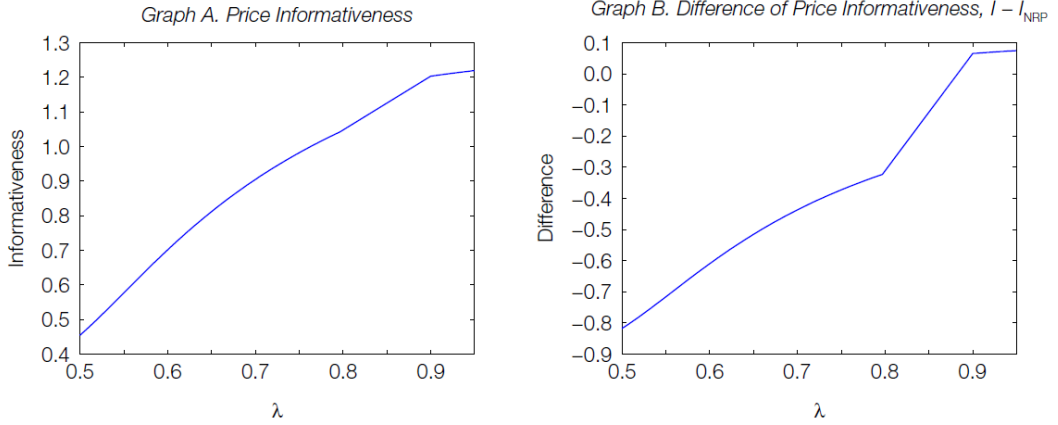 Graph A. Price Informativeness
1.3
1.2
1.1
1.0
0.9
0.8
0.7
0.6
0.5
0.4
Informativeness
0.5 0.6 0.7 0.8 0.9
λ
Graph B. Difference of Price Informativeness, I – I_NRP
0.1
0.0
–0.1
–0.2
–0.3
–0.4
–0.5
–0.6
–0.7
–0.8
–0.9
Difference
0.5 0.6 0.7 0.8 0.9
λ